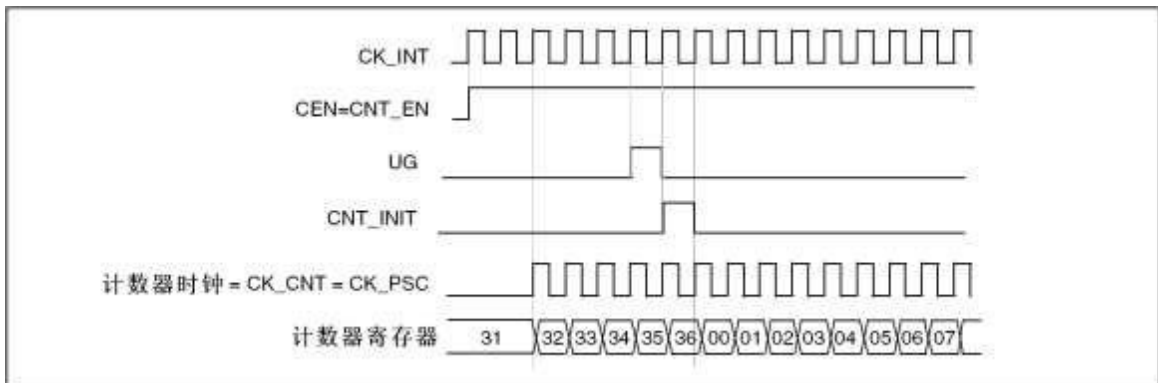 CK_INT
CEN=CNT_EN
UG
CNT_INIT
计数器时钟 = CK_CNT = CK_PSC
计数器寄存器 31 32 33 34 35 36 00 01 02 03 04 05 06 07